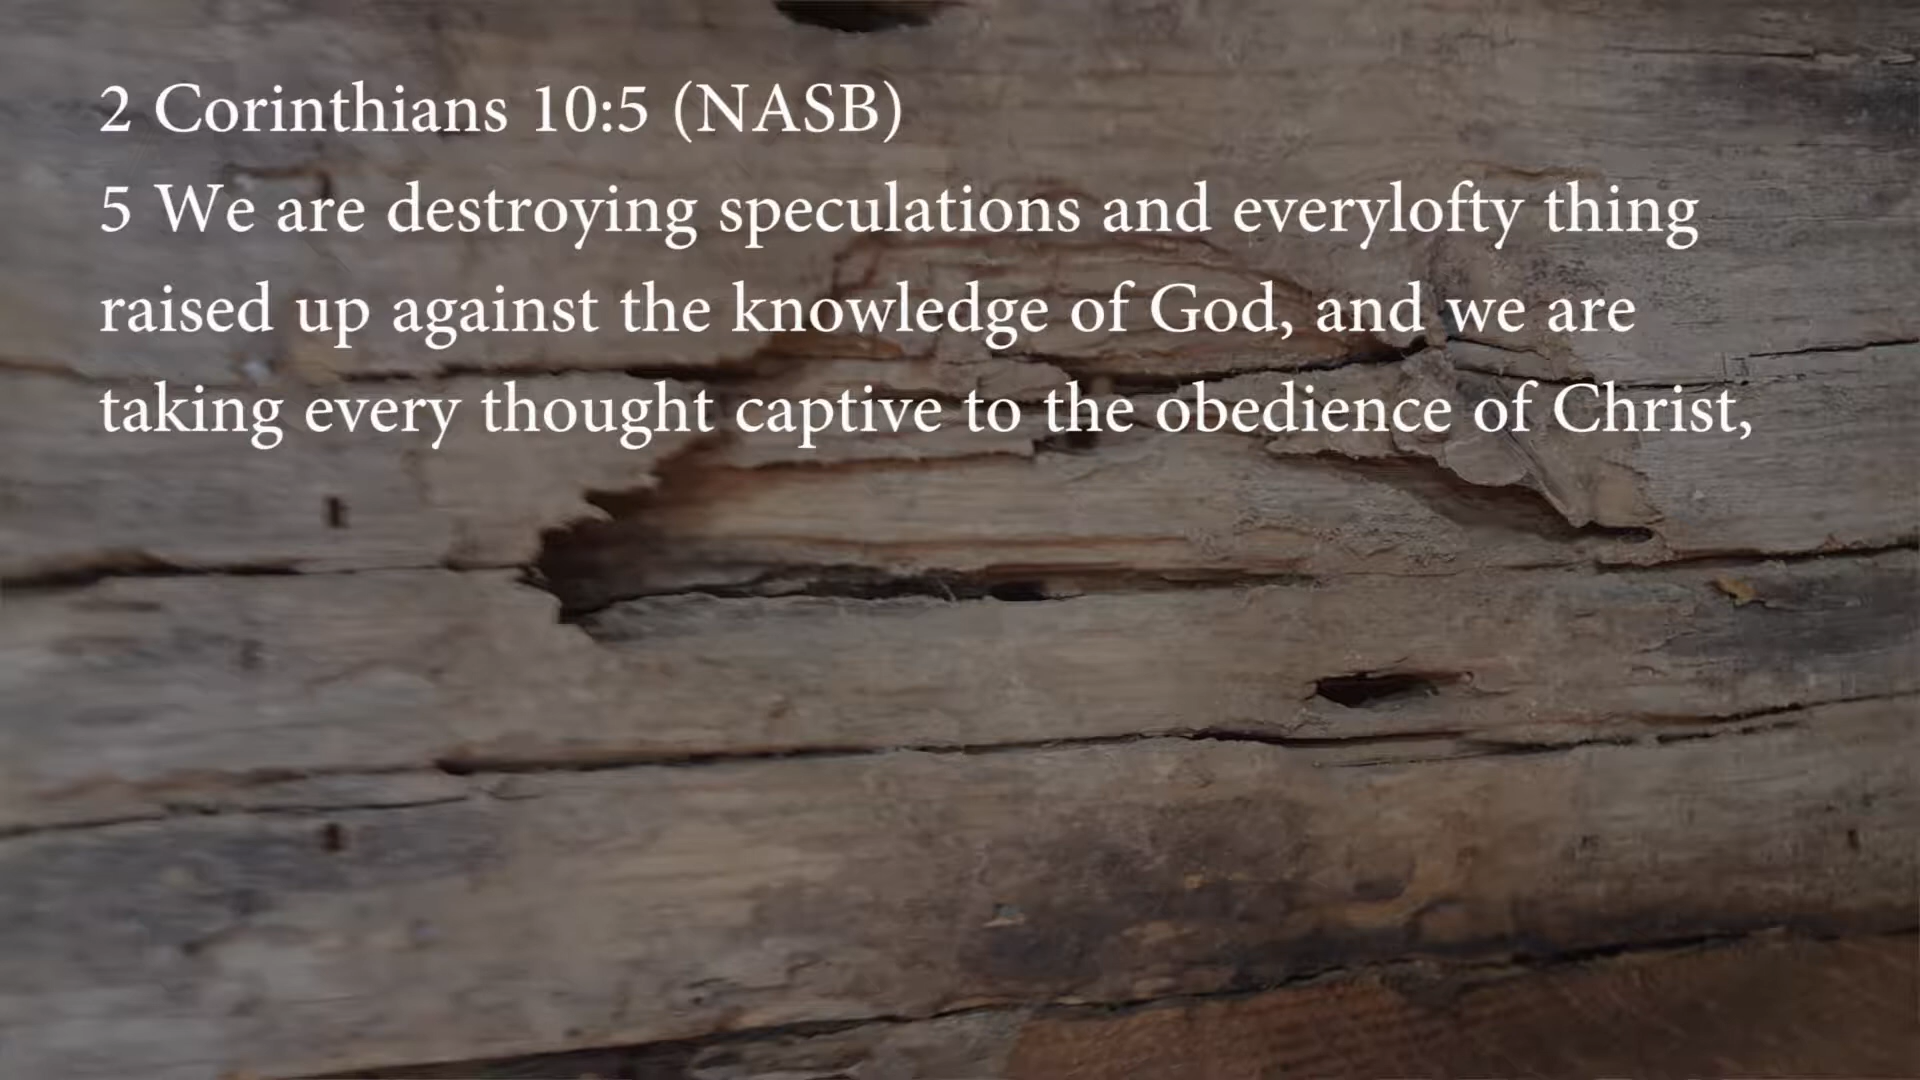 2 Corinthians 10:5 (NASB)
5 We are destroying speculations and everylofty thing
raised up against the knowledge of God, and we are
taking every thought captive to the obedience of Christ,